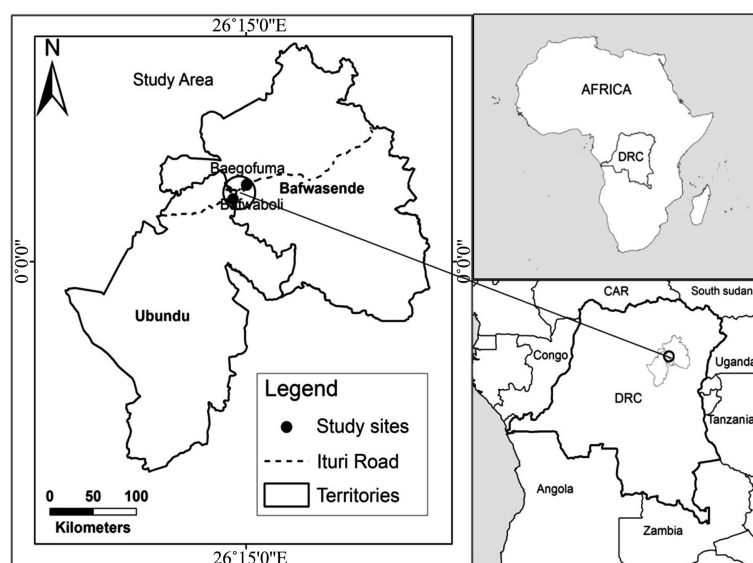 26°15'0"E
N
Study Area
Baegofuma
Bafwasende
Bafwaboli
0°0'0"
0°0'0"
Ubundu
Legend
Study sites
Ituri Road
Territories
0 50 100
Kilometers
26°15'0"E
AFRICA
DRC
CAR
South sudan
Congo
Uganda
DRC
Tanzania
Angola
Zambia